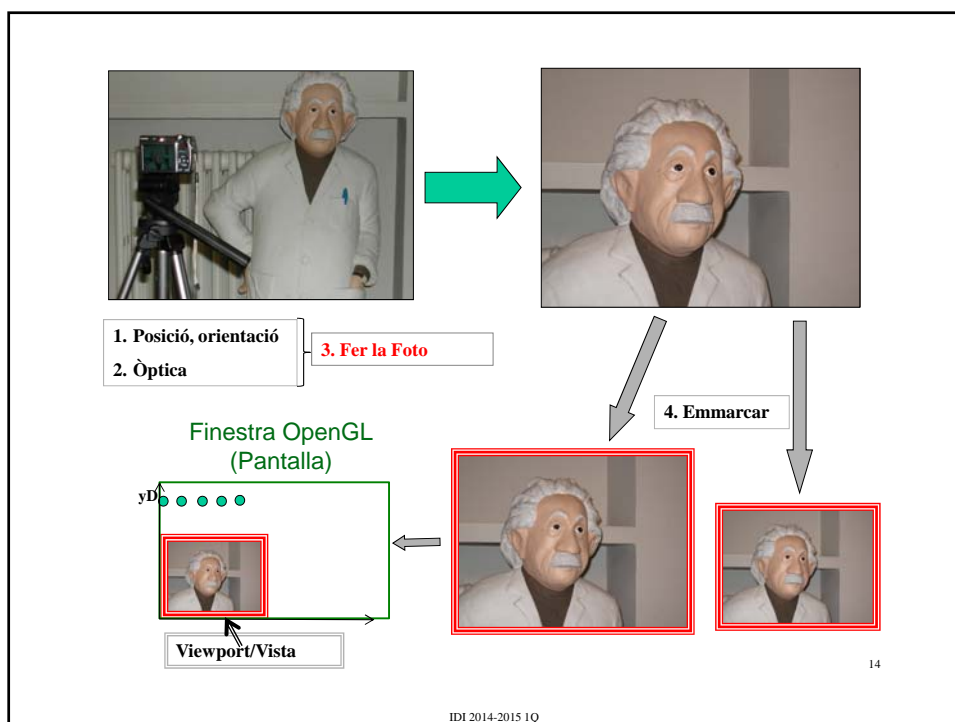 1. Posició, orientació
2. Òptica
3. Fer la Foto
4. Emmarcar
Finestra OpenGL
(Pantalla)
yD
Viewport/Vista
14
IDI 2014-2015 1Q